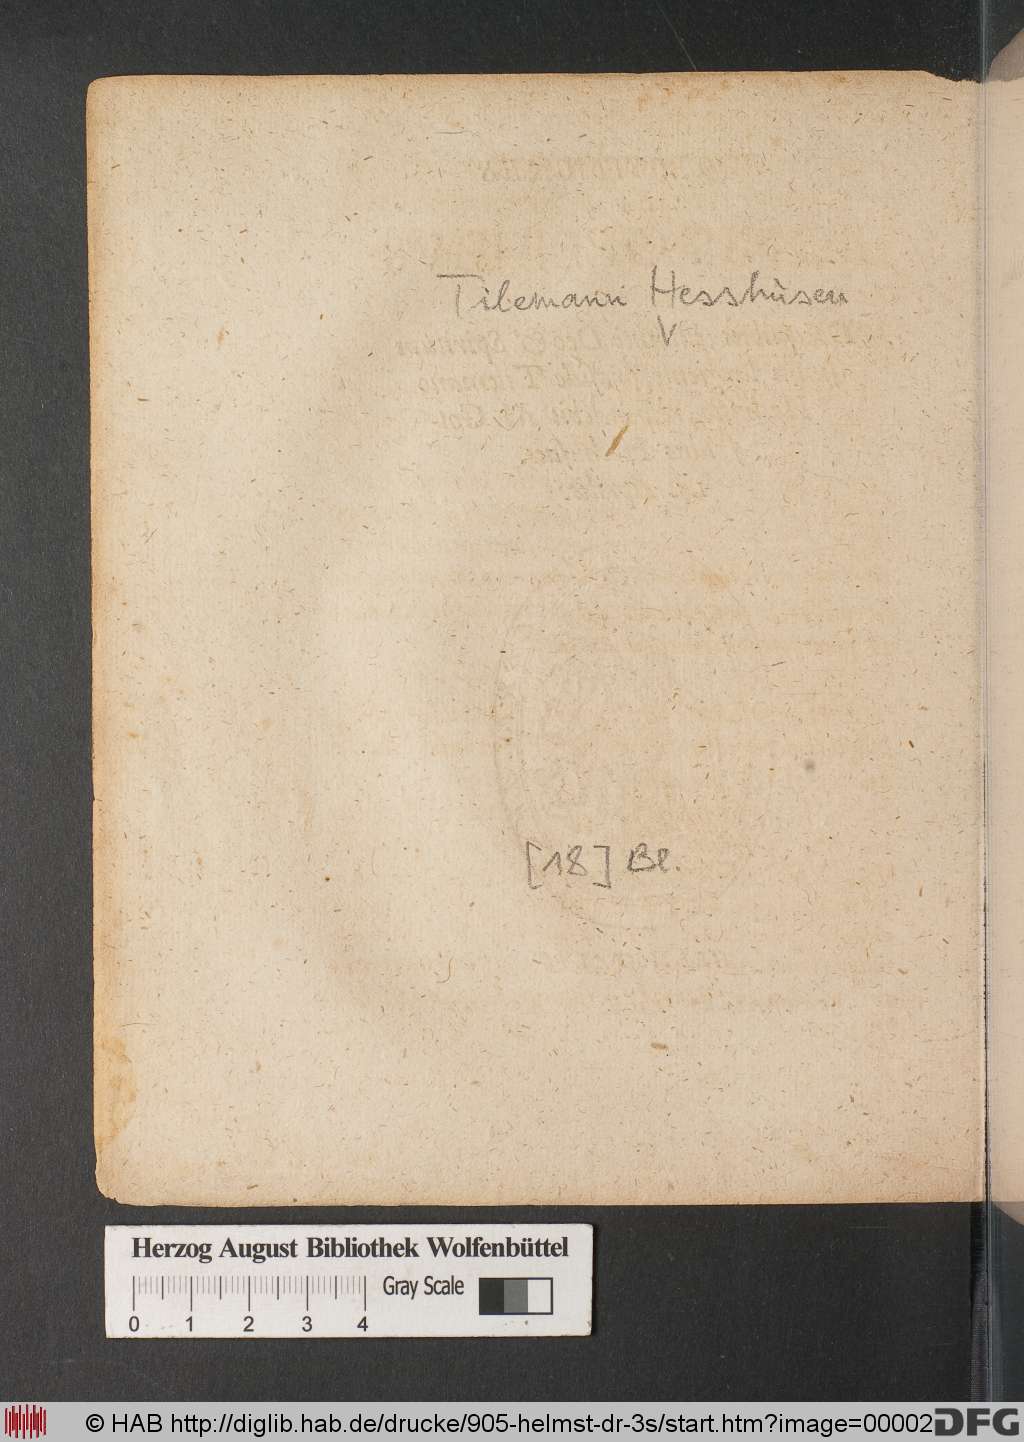 Tilemann Hesshusen
V
[18] Bl.
Herzog August Bibliothek Wolfenbüttel
Gray Scale
0 1 2 3 4
© HAB http://diglib.hab.de/drucke/905-helmst-dr-3s/start.htm?image=00002
DFG